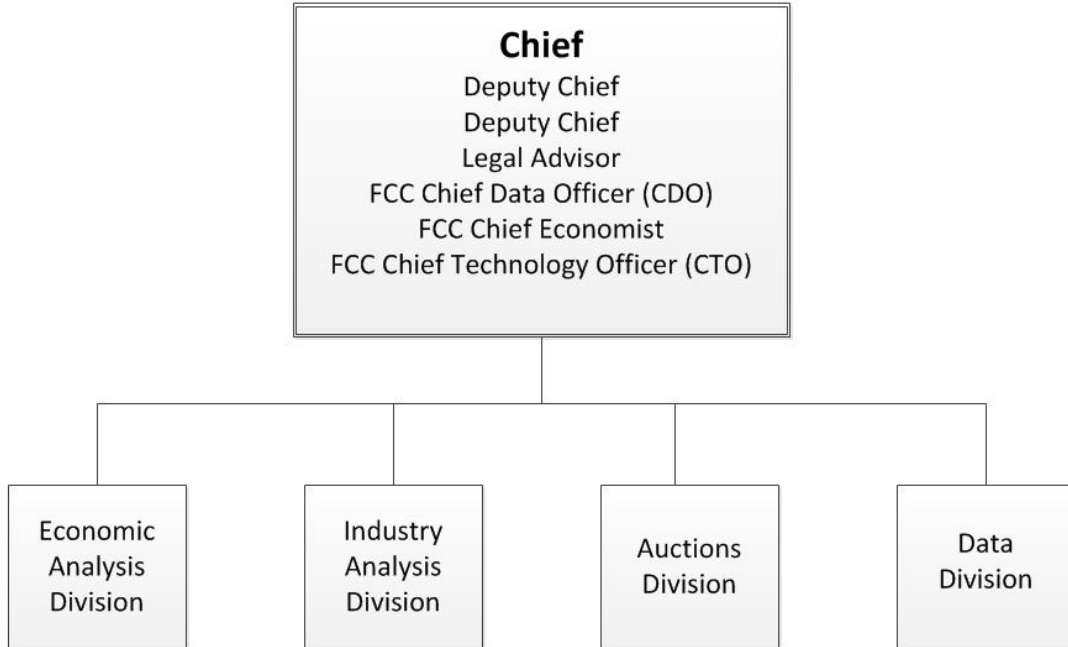 Chief
Deputy Chief
Deputy Chief
Legal Advisor
FCC Chief Data Officer (CDO)
FCC Chief Economist
FCC Chief Technology Officer (CTO)
Economic
Analysis
Division
Industry
Analysis
Division
Auctions
Division
Data
Division